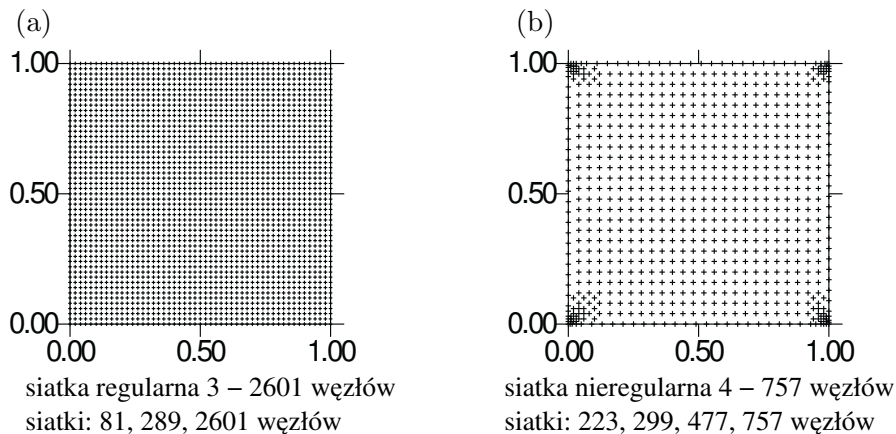 (a)
(b)
1.00
0.50
0.00
0.00 0.50 1.00
1.00
0.50
0.00
0.00 0.50 1.00
siatka regularna 3 – 2601 węzłów
siatki: 81, 289, 2601 węzłów
siatka nieregularna 4 – 757 węzłów
siatki: 223, 299, 477, 757 węzłów